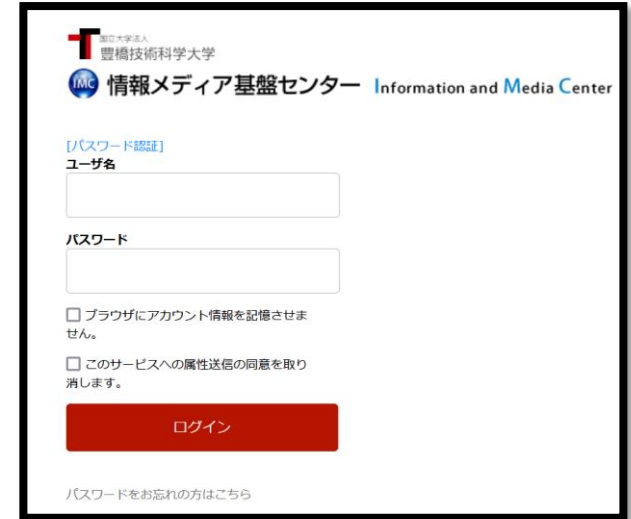 国立大学法人
豊橋技術科学大学
IMC 情報メディア基盤センター Information and Media Center
[パスワード認証]
ユーザ名
パスワード
ブラウザにアカウント情報を記憶させま
せん。
このサービスへの属性送信の同意を取り
消します。
ログイン
パスワードをお忘れの方はこちら